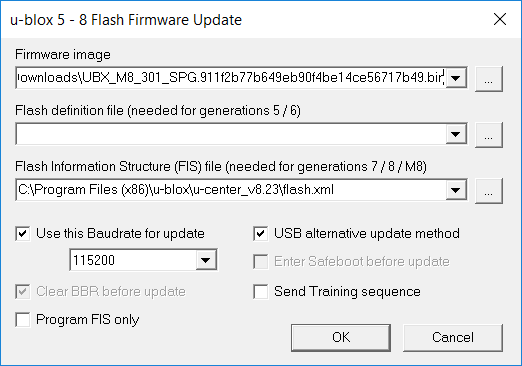 u-blox 5 - 8 Flash Firmware Update
Firmware image
ownloads\UBX_M8_301_SPG.911f2b77b649eb90f4be14ce56717b49.bin
...
Flash definition file (needed for generations 5 / 6)
...
Flash Information Structure (FIS) file (needed for generations 7 / 8 / M8)
C:\Program Files (x86)\u-blox\u-center_v8.23\flash.xml
...
Use this Baudrate for update
USB alternative update method
115200
Enter Safeboot before update
Clear BBR before update
Send Training sequence
Program FIS only
OK
Cancel